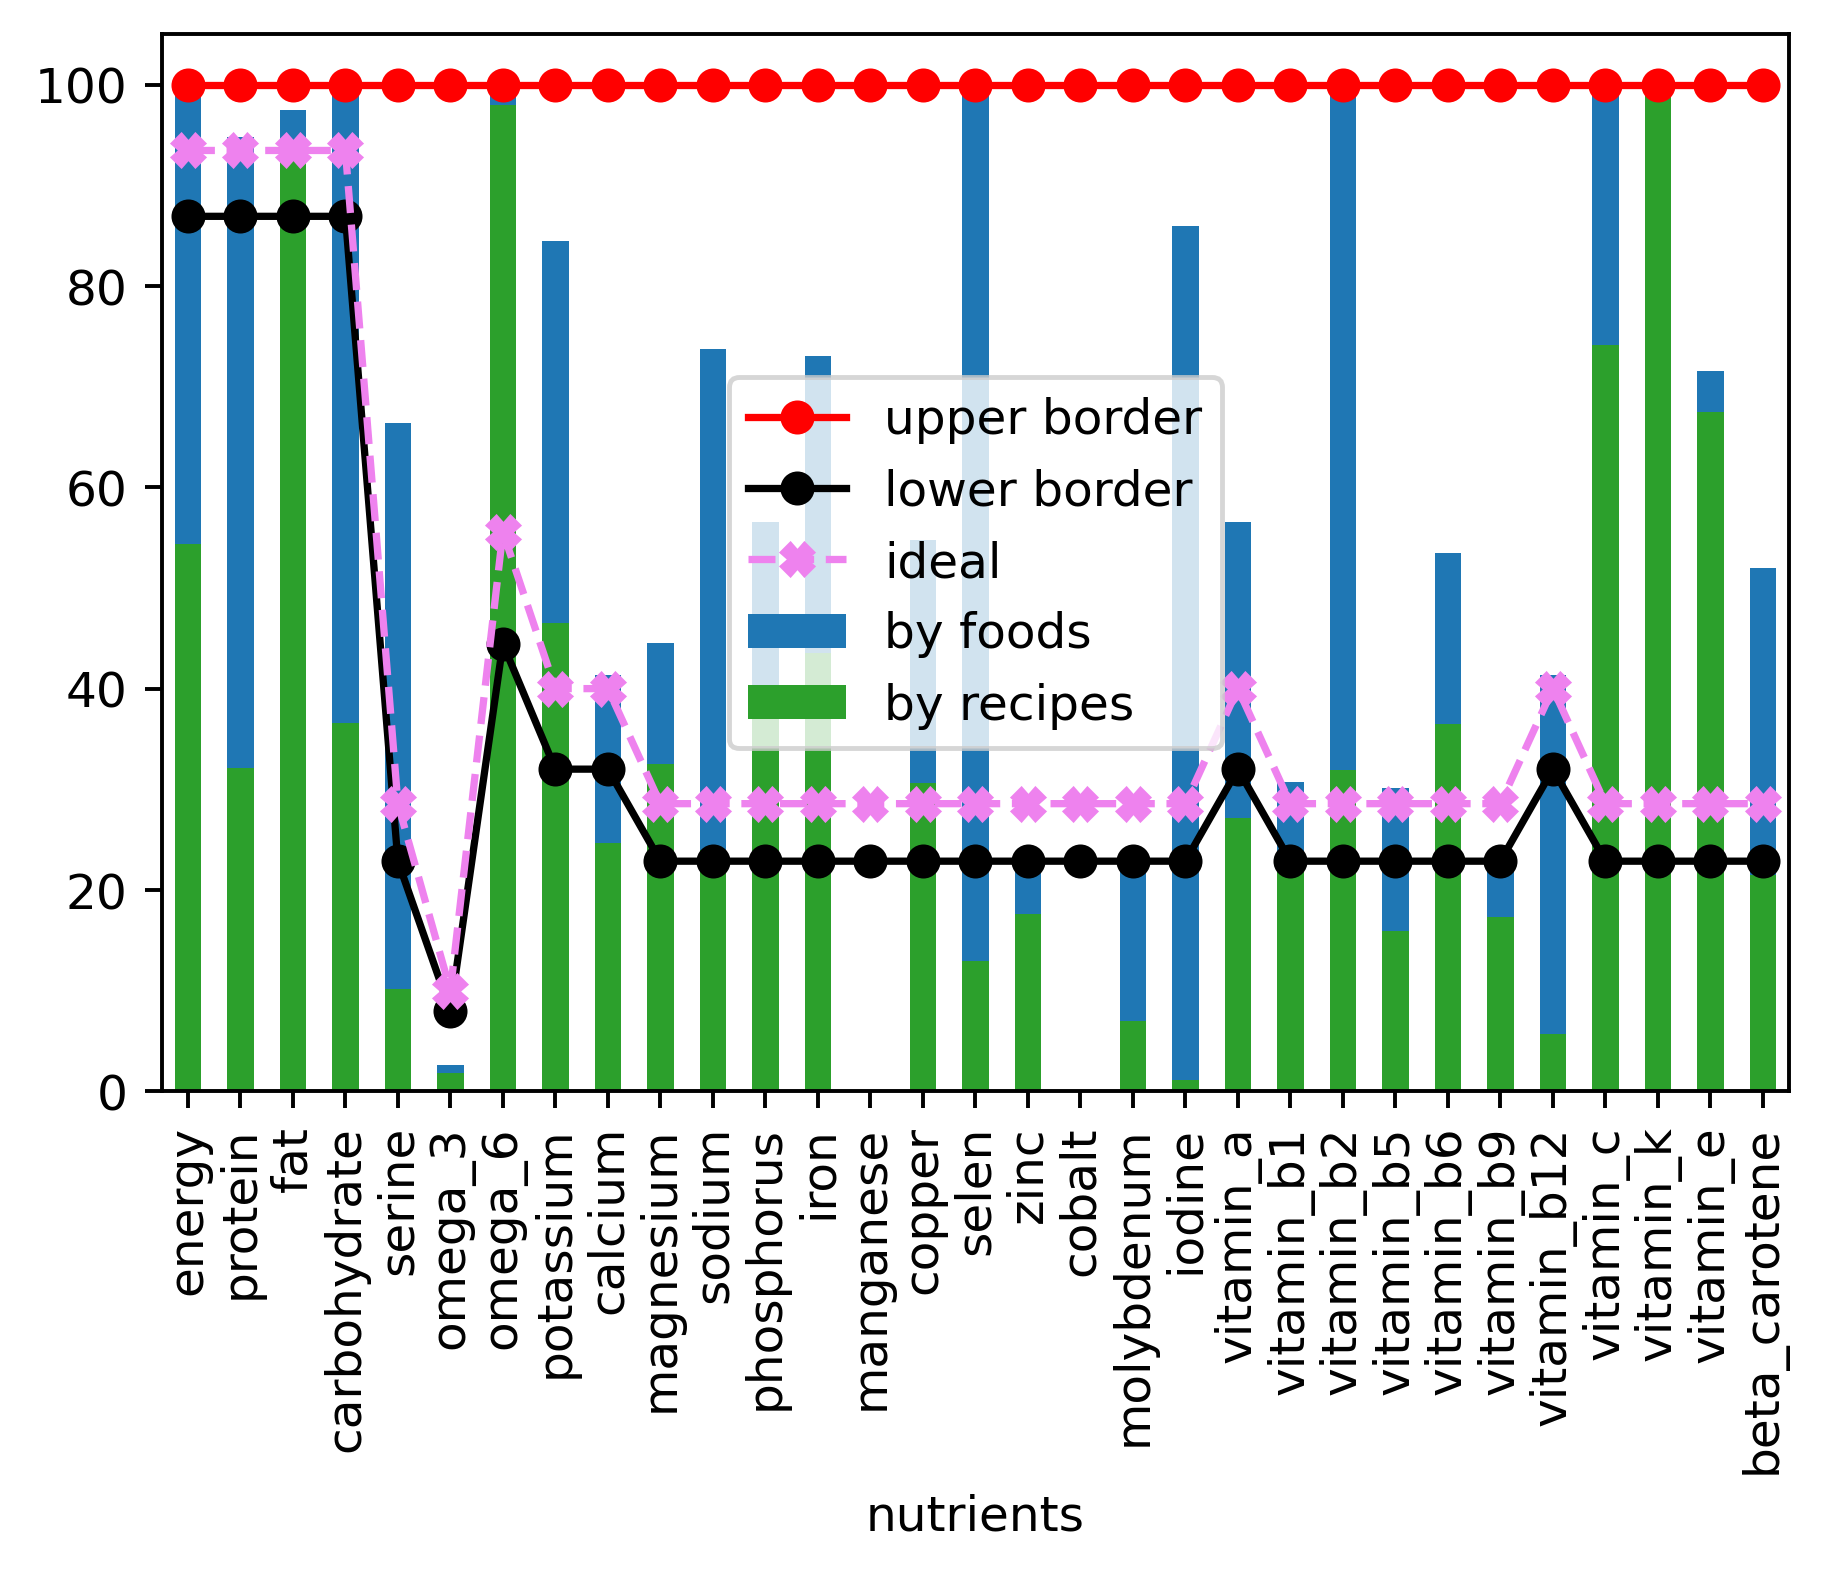 100
80
60
40
20
0
upper border
lower border
ideal
by foods
by recipes
energy
protein
fat
carbohydrate
serine
omega_3
omega_6
potassium
calcium
magnesium
sodium
phosphorus
iron
manganese
copper
selen
zinc
cobalt
molybdenum
iodine
vitamin_a
vitamin_b1
vitamin_b2
vitamin_b5
vitamin_b6
vitamin_b9
vitamin_b12
vitamin_c
vitamin_k
vitamin_e
beta_carotene
nutrients